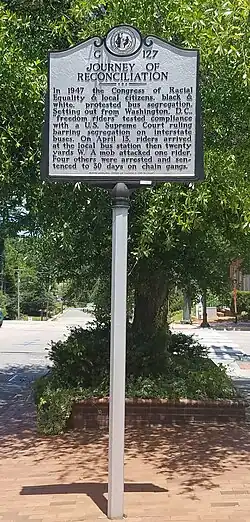 G 127
JOURNEY OF
RECONCILIATION
In 1947 the Congress of Racial
Equality & local citizens, black &
white, protested bus segregation.
Setting out from Washington, D.C.,
"freedom riders" tested compliance
with a U.S. Supreme Court ruling
barring segregation on interstate
buses. On April 13, riders arrived
at the local bus station then twenty
yards W. A mob attacked one rider.
Four others were arrested and sen-
tenced to 30 days on chain gangs.